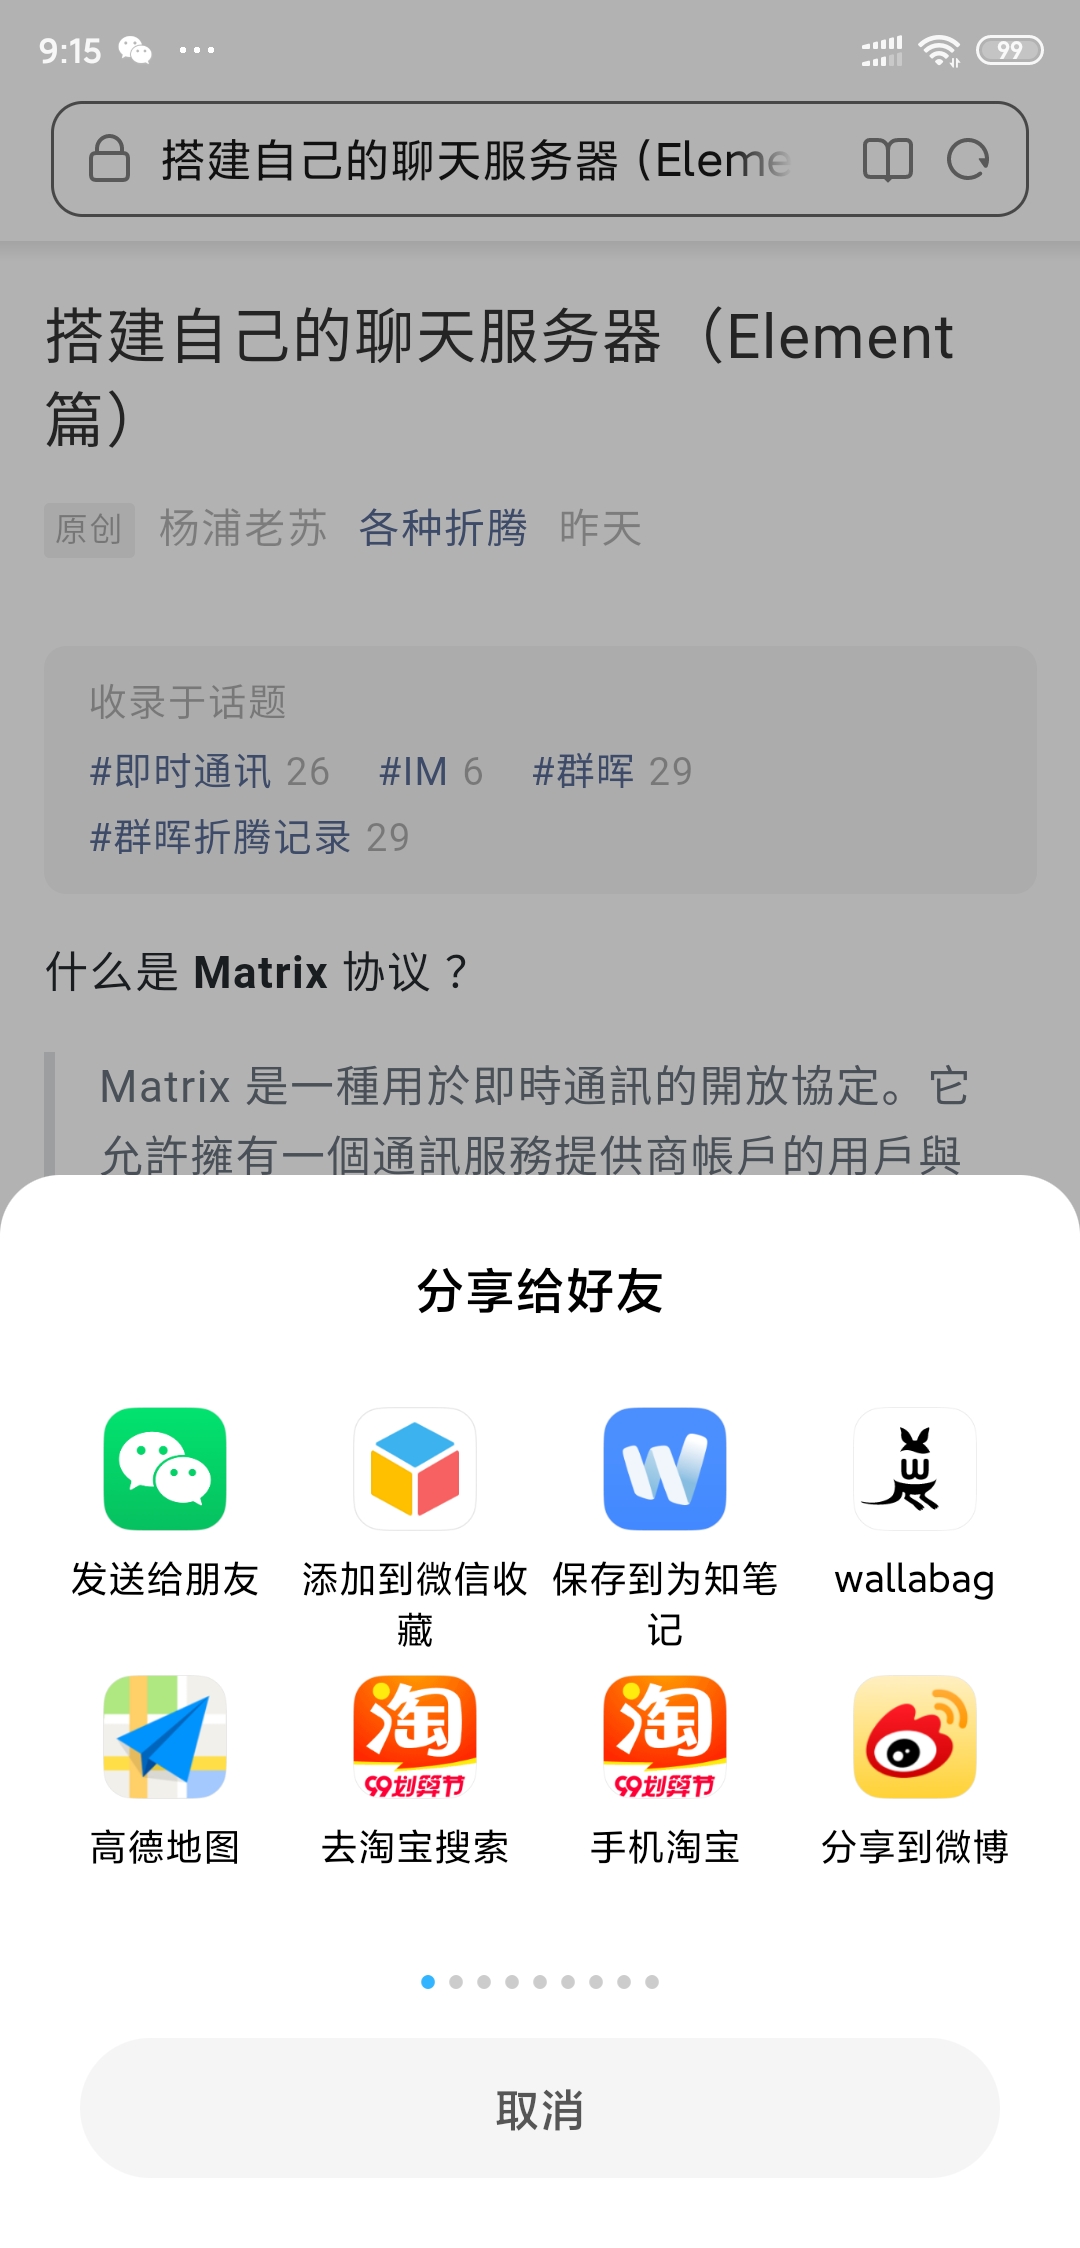 9:15
99
搭建自己的聊天服务器（Eleme
搭建自己的聊天服务器（Element
篇）
原创 杨浦老苏 各种折腾 昨天
收录于话题
#即时通讯 26 #IM 6 #群晖 29
#群晖折腾记录 29
什么是 Matrix 协议？
Matrix 是一種用於即時通訊的開放協定。它
允許擁有一個通訊服務提供商帳戶的用戶與
分享给好友
发送给朋友 添加到微信收 保存到为知笔 wallabag
藏 记
淘 淘
99划算节 99划算节
高德地图 去淘宝搜索 手机淘宝 分享到微博
取消